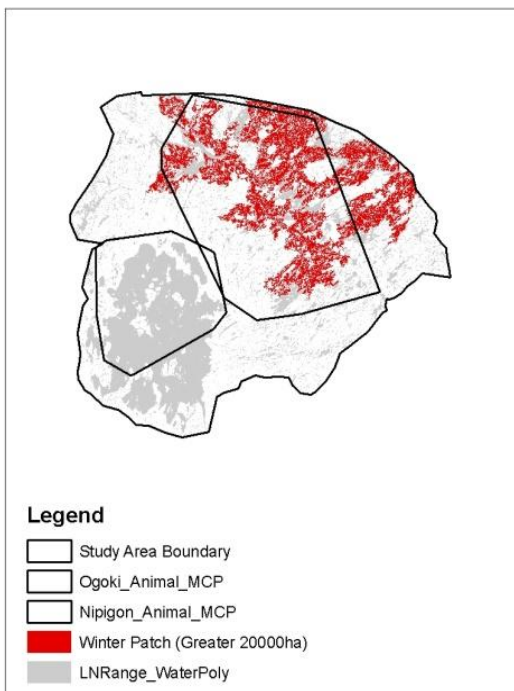 Legend
Study Area Boundary
Ogoki_Animal_MCP
Nipigon_Animal_MCP
Winter Patch (Greater 20000ha)
LNRange_WaterPoly